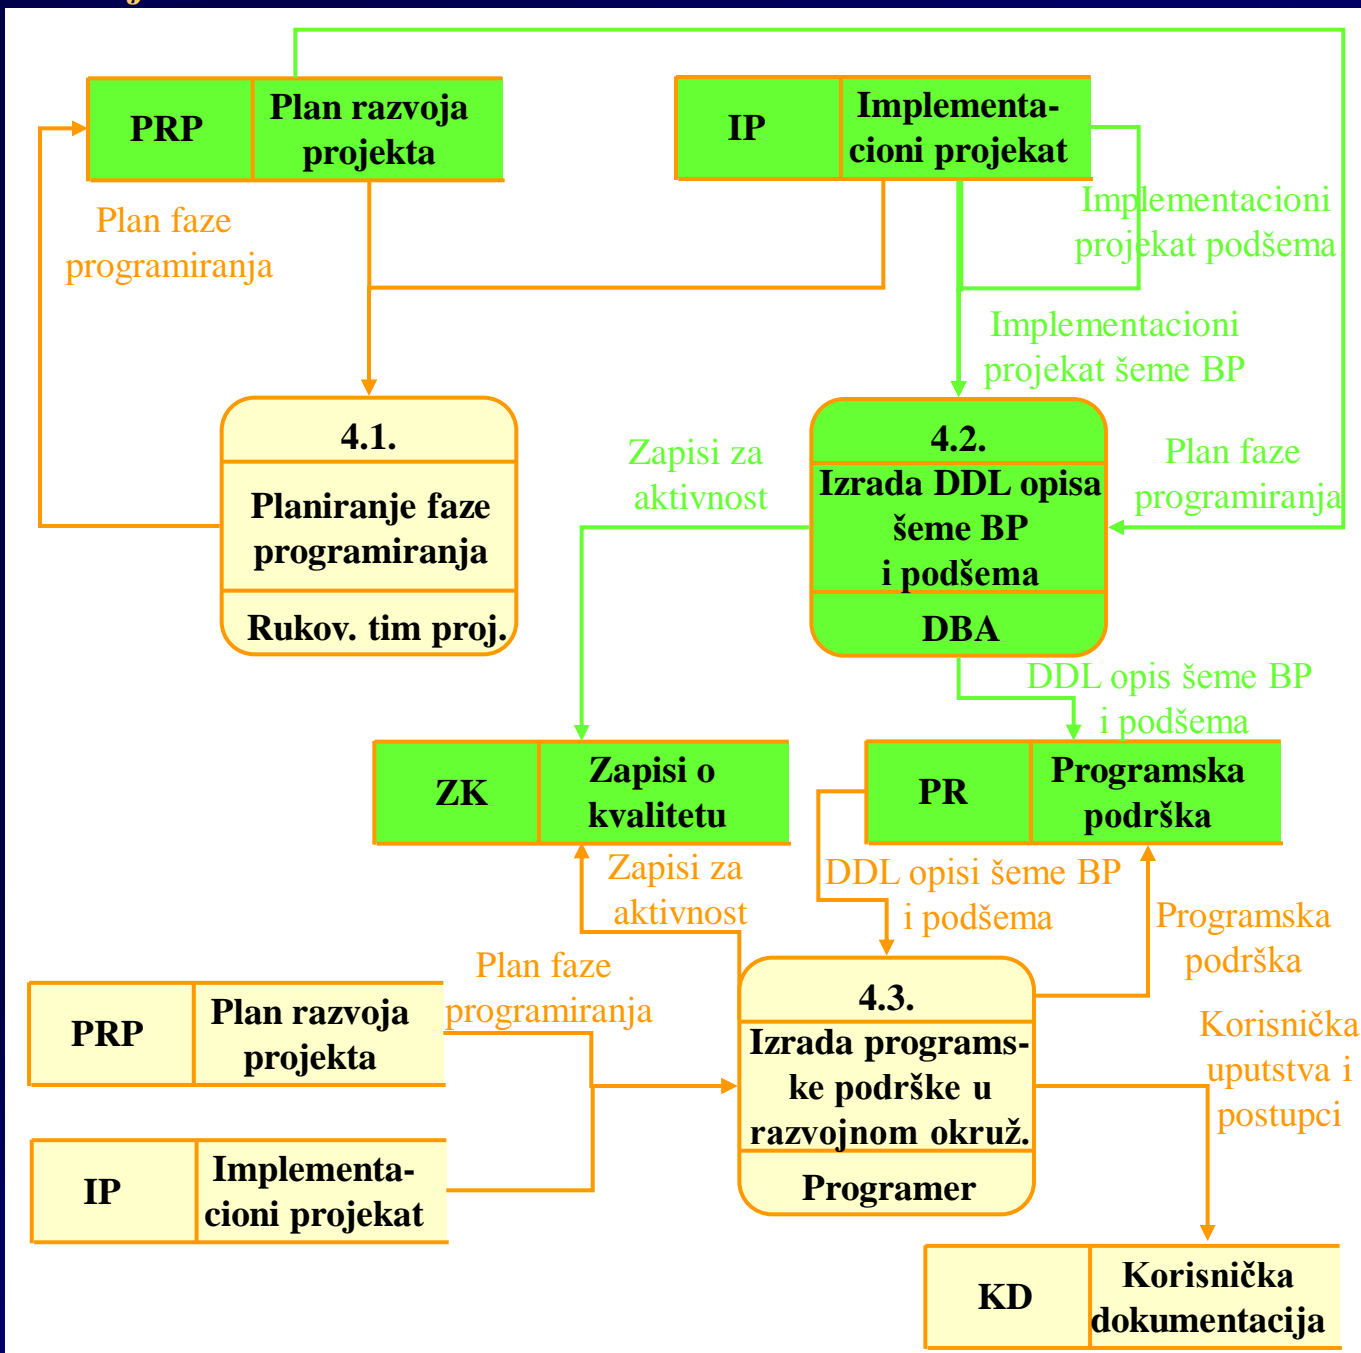 PRP
Plan razvoja
projekta
IP
Implementa-
cioni projekat
Plan faze
programiranja
Implementacioni
projekat podšema
Implementacioni
projekat šeme BP
4.1.
Planiranje faze
programiranja
Rukov. tim proj.
Zapisi za
aktivnost
4.2.
Izrada DDL opisa
šeme BP
i podšema
DBA
Plan faze
programiranja
DDL opis šeme BP
i podšema
ZK
Zapisi o
kvalitetu
PR
Programska
podrška
Zapisi za
aktivnost
DDL opisi šeme BP
i podšema
Programska
podrška
Plan faze
programiranja
PRP
Plan razvoja
projekta
4.3.
Izrada programs-
ke podrške u
razvojnom okruž.
Programer
Korisnička
uputstva i
postupci
IP
Implementa-
cioni projekat
KD
Korisnička
dokumentacija